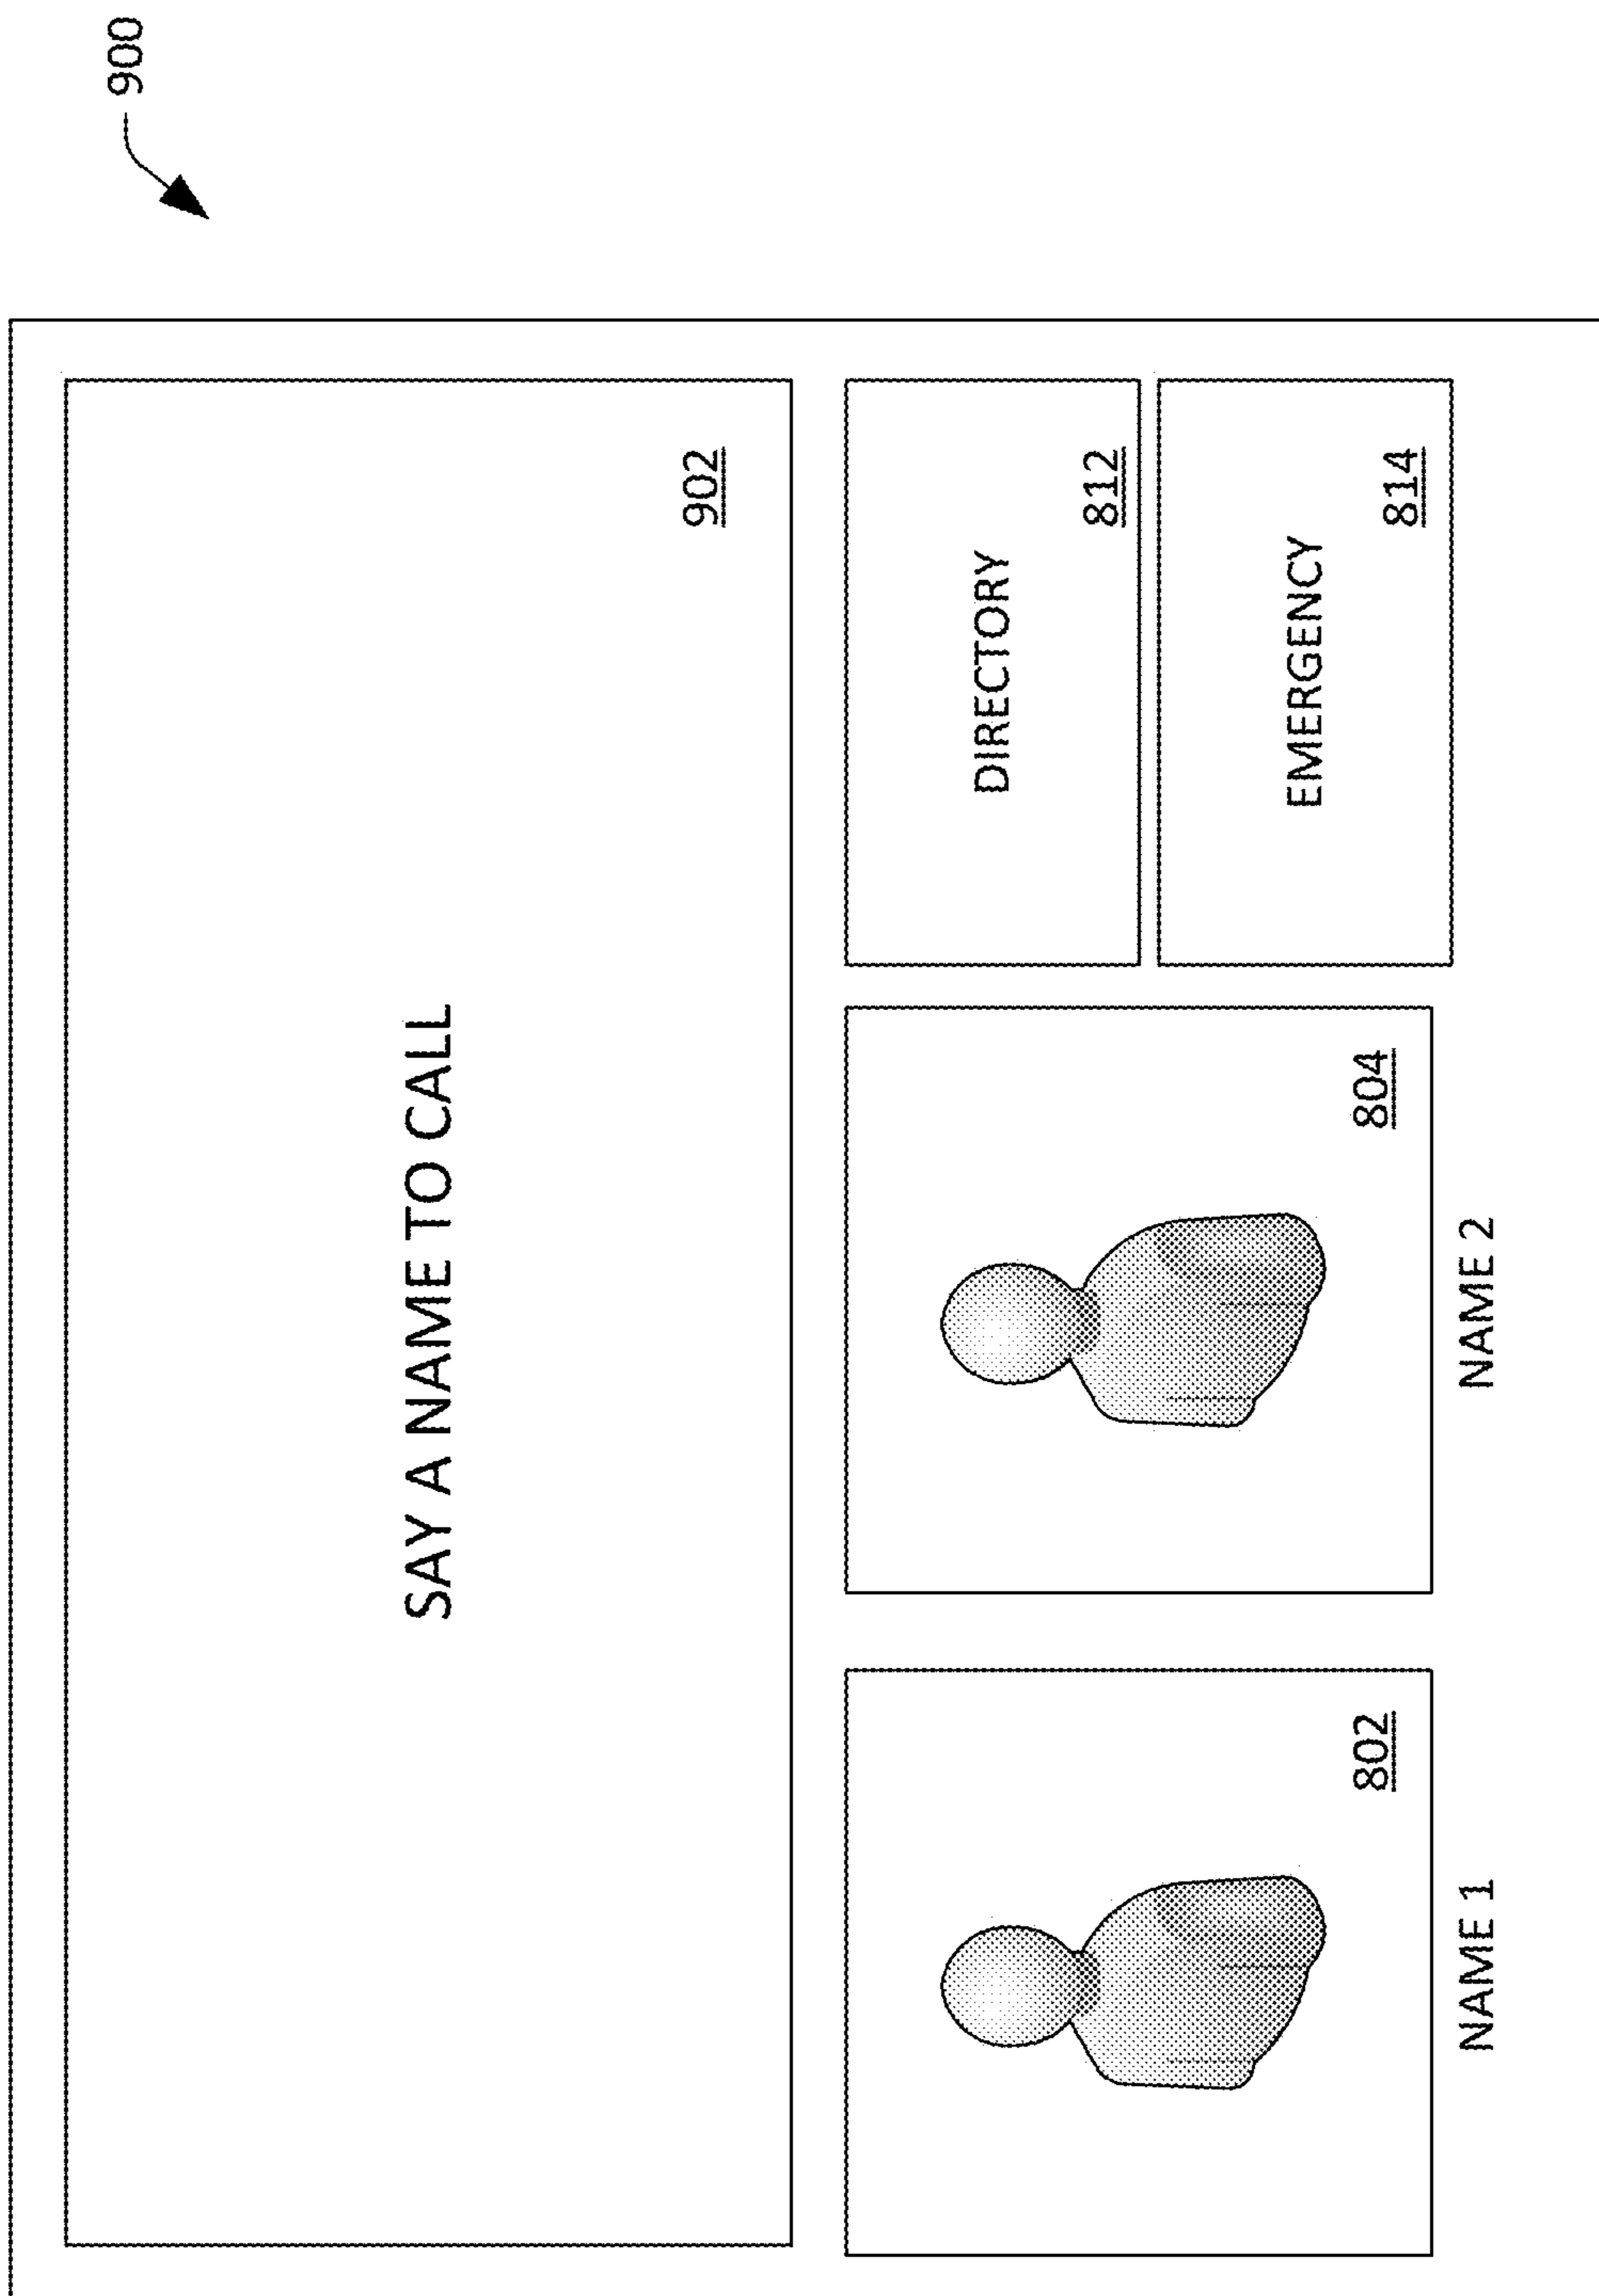 900
SAY A NAME TO CALL
902
DIRECTORY
812
EMERGENCY
814
802
804
NAME 1
NAME 2